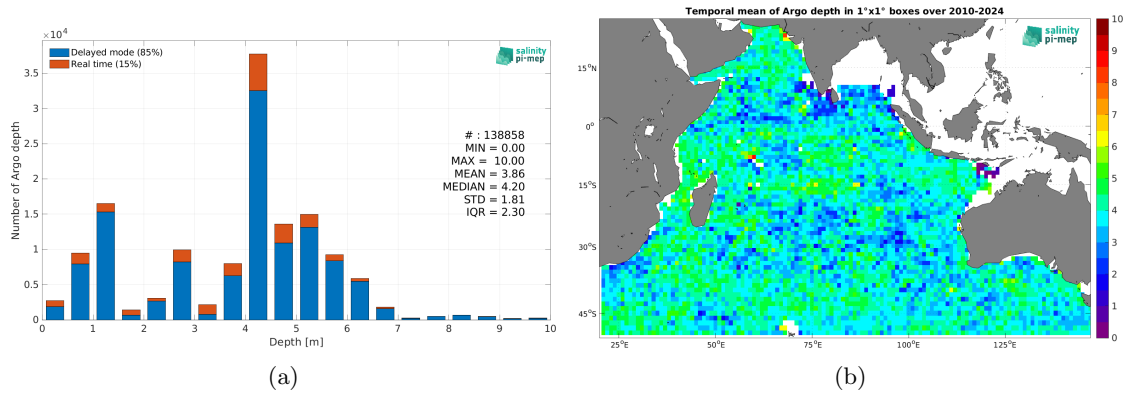 ×10⁴
Delayed mode (85%)
Real time (15%)
salinity
pi-mep
3.5
3
2.5
2
1.5
1
0.5
0
Number of Argo depth
# : 138858
MIN = 0.00
MAX = 10.00
MEAN = 3.86
MEDIAN = 4.20
STD = 1.81
IQR = 2.30
0 1 2 3 4 5 6 7 8 9 10
Depth [m]
(a)
Temporal mean of Argo depth in 1°x1° boxes over 2010-2024
salinity
pi-mep
15°N
0°
15°S
30°S
45°S
25°E 50°E 75°E 100°E 125°E
10
9
8
7
6
5
4
3
2
1
0
(b)